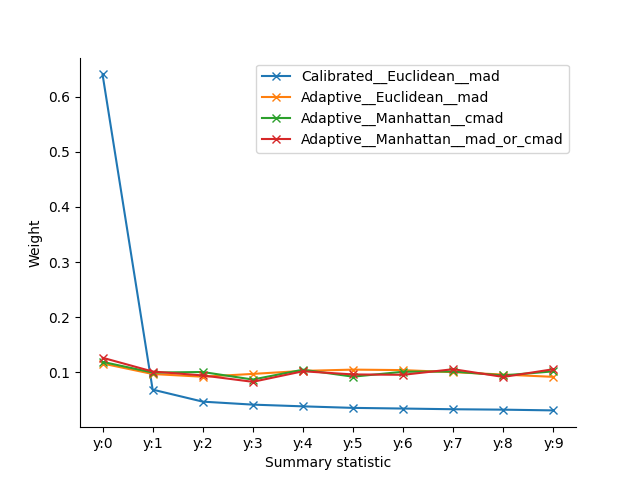 Calibrated__Euclidean__mad
Adaptive__Euclidean__mad
Adaptive__Manhattan__cmad
Adaptive__Manhattan__mad_or_cmad
0.6
0.5
0.4
0.3
0.2
0.1
Weight
y:0 y:1 y:2 y:3 y:4 y:5 y:6 y:7 y:8 y:9
Summary statistic